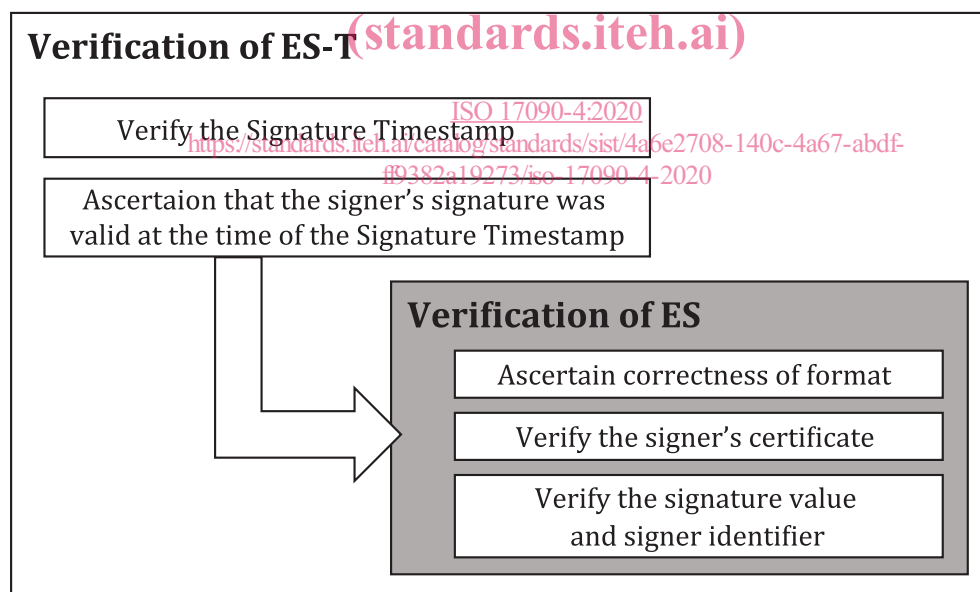 Verification of ES-T
(standards.iteh.ai)
ISO 17090-4:2020
Verify the Signature Timestamp
https://standards.iteh.ai/catalog/standards/sist/4a6e2708-140c-4a67-abdf-
ff9382a19273/iso-17090-4-2020
Ascertaion that the signer’s signature was
valid at the time of the Signature Timestamp
Verification of ES
Ascertain correctness of format
Verify the signer’s certificate
Verify the signature value
and signer identifier